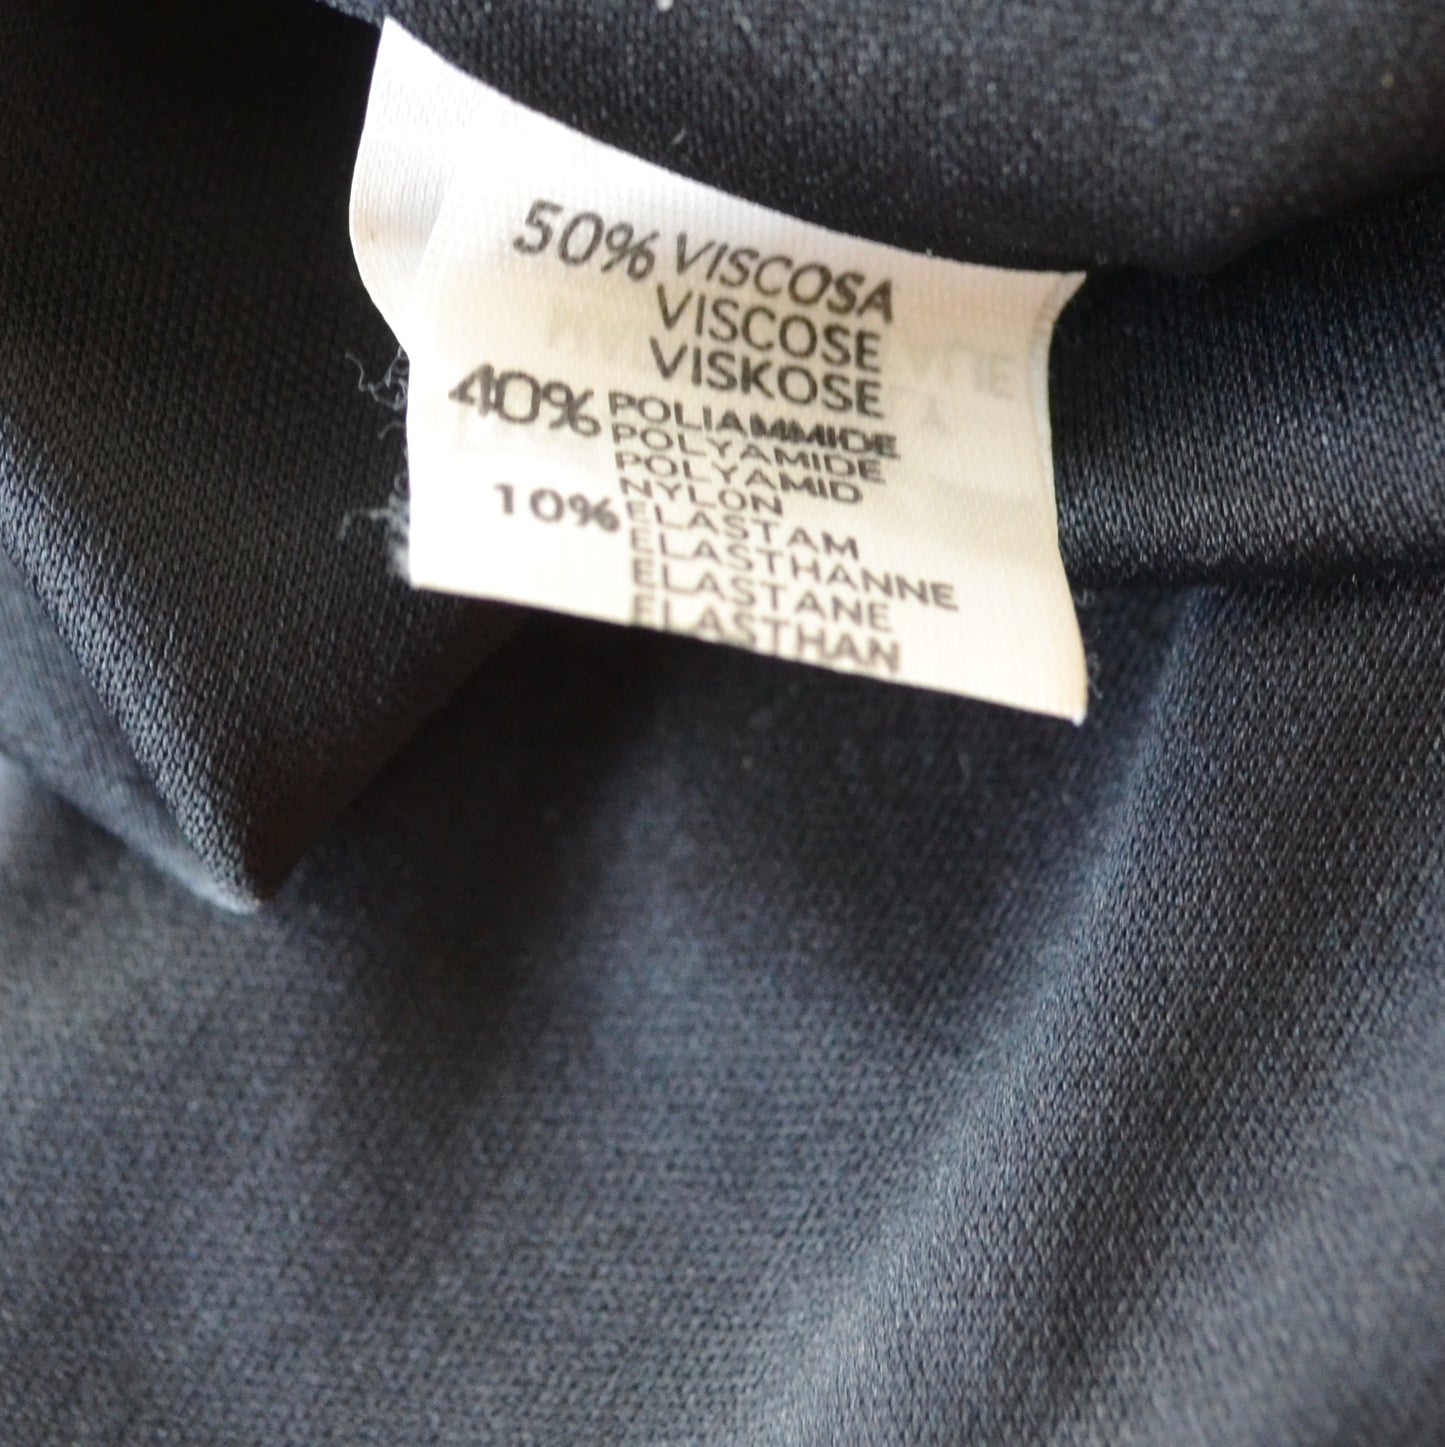 50% VISCOSA
VISCOSE
VISKOSE
40% POLIAMMIDE
POLYAMIDE
POLYAMID
NYLON
10% ELASTAM
ELASTHANNE
ELASTANE
ELASTHAN